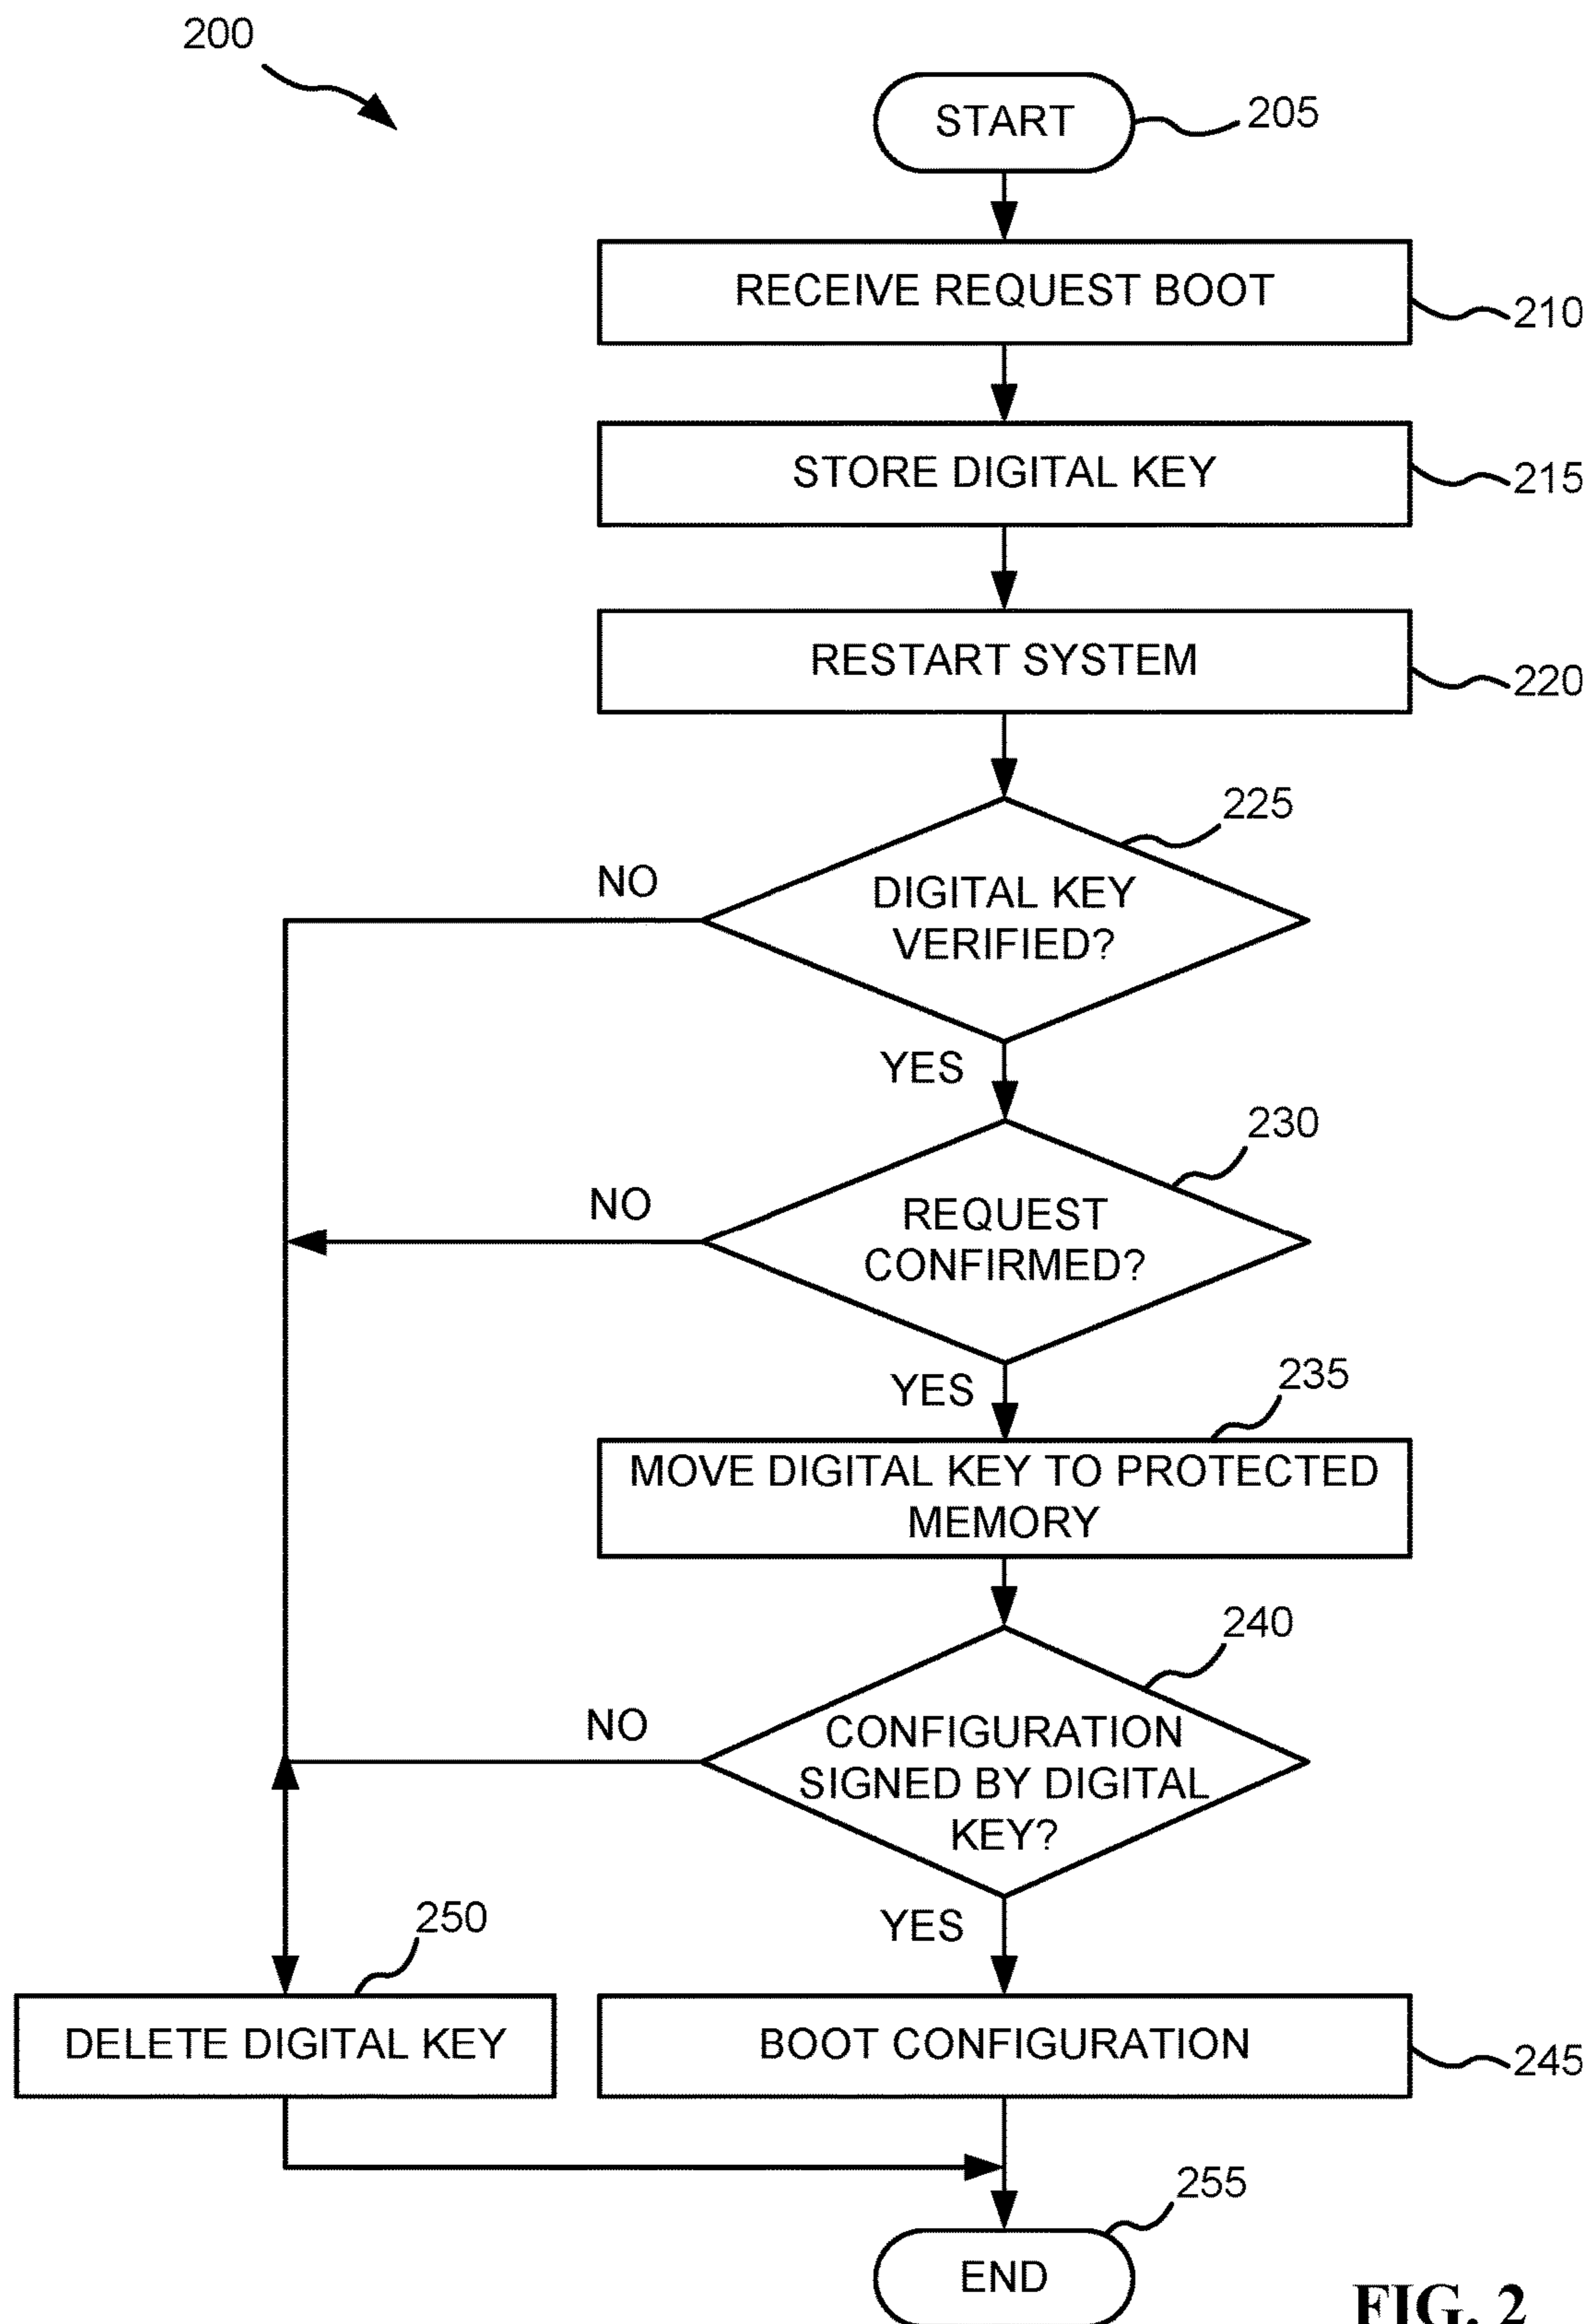 200
START
205
RECEIVE REQUEST BOOT
210
STORE DIGITAL KEY
215
RESTART SYSTEM
220
225
NO
DIGITAL KEY
VERIFIED?
YES
230
NO
REQUEST
CONFIRMED?
YES
235
MOVE DIGITAL KEY TO PROTECTED
MEMORY
240
NO
CONFIGURATION
SIGNED BY DIGITAL
KEY?
YES
250
DELETE DIGITAL KEY
BOOT CONFIGURATION
245
255
END
FIG. 2